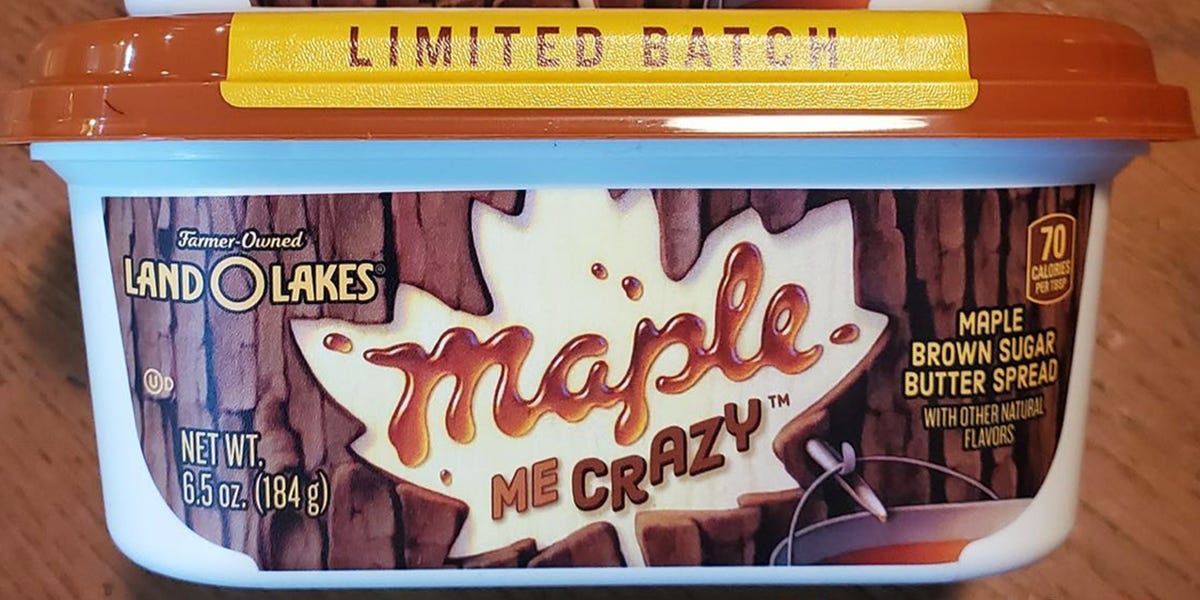 LIMITED BATCH
Farmer-Owned
LAND O LAKES®
UD
NET WT.
6.5 oz. (184 g)
maple
ME CRAZY™
70
CALORIES
PER TBSP
MAPLE
BROWN SUGAR
BUTTER SPREAD
WITH OTHER NATURAL
FLAVORS